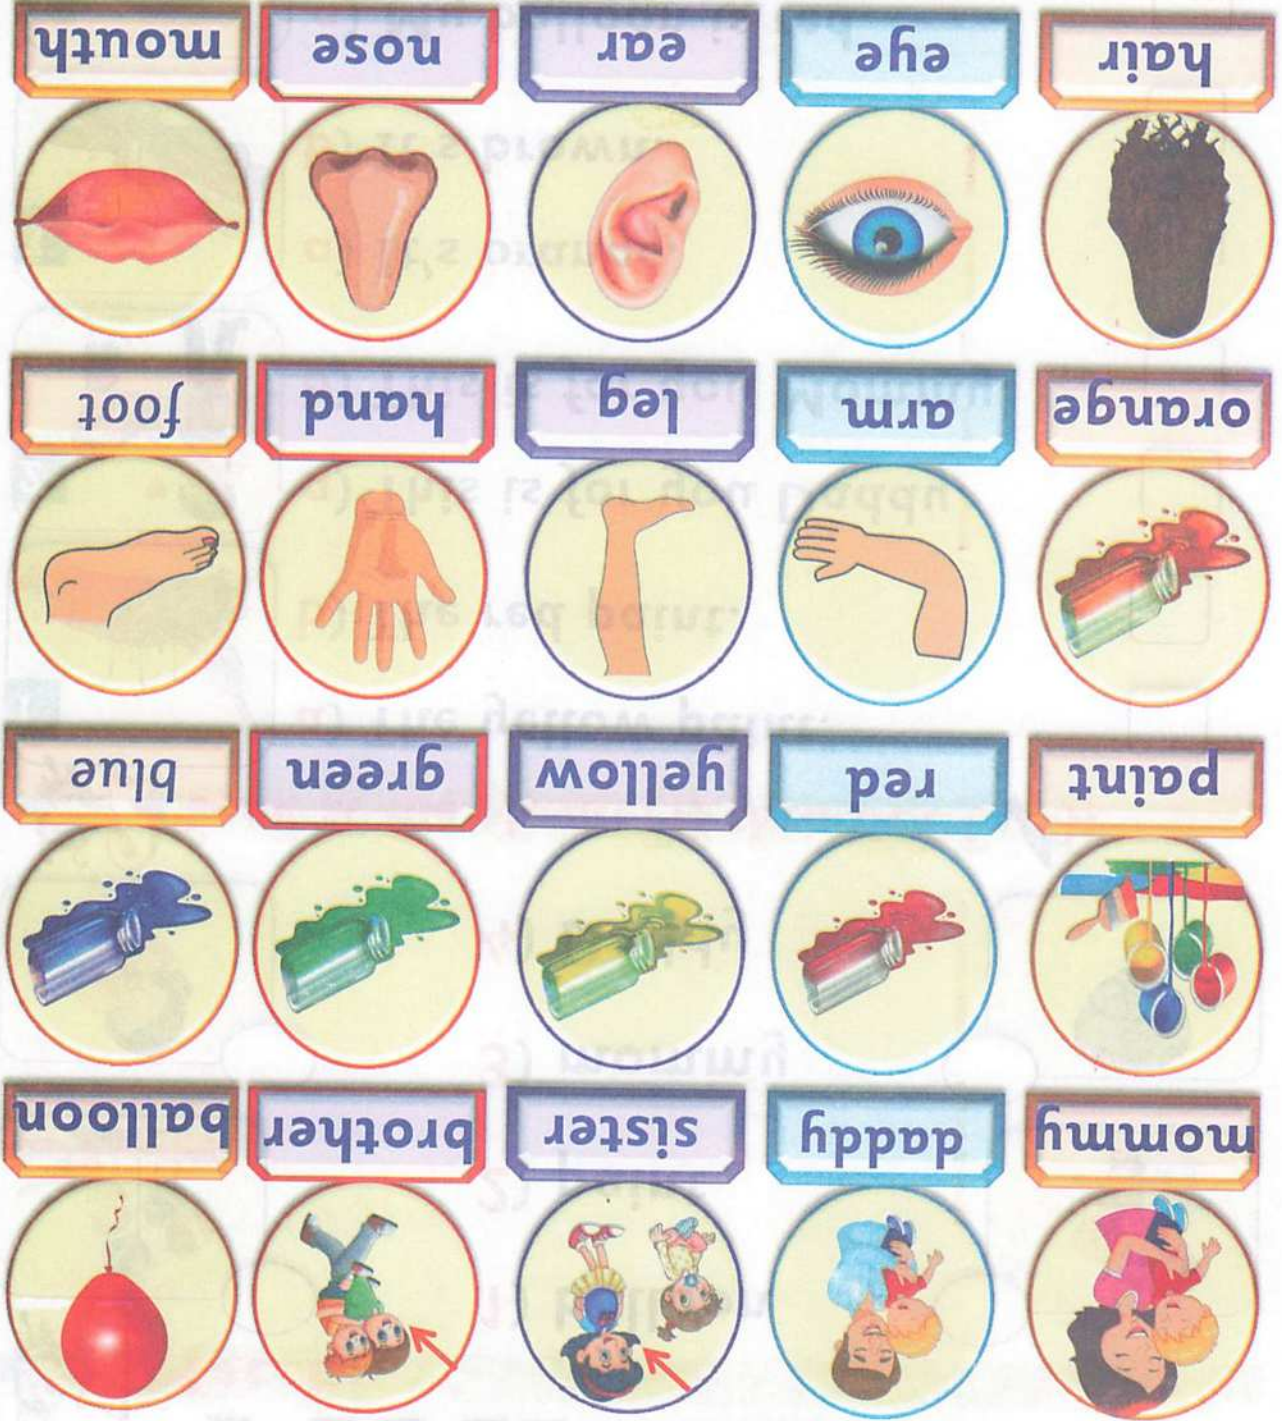 mommy
daddy
sister
brother
balloon
paint
red
yellow
green
blue
orange
arm
leg
hand
foot
hair
eye
ear
nose
mouth